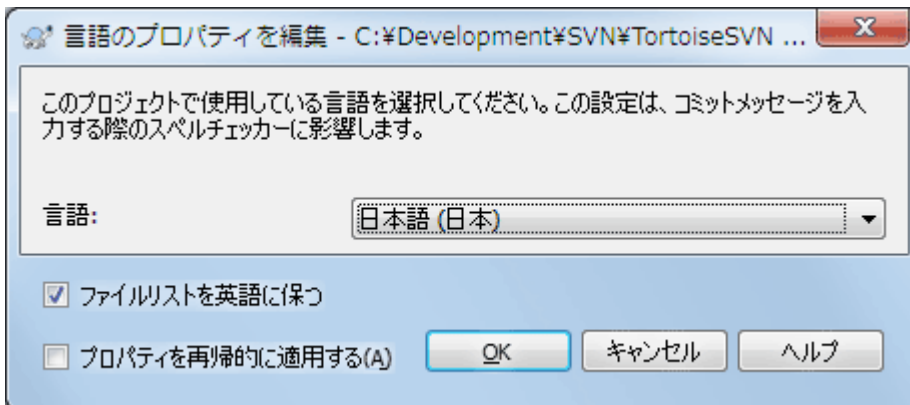 言語のプロパティを編集 - C:¥Development¥SVN¥TortoiseSVN ...
このプロジェクトで使用している言語を選択してください。この設定は、コミットメッセージを入
力する際のスペルチェッカーに影響します。
言語: 日本語 (日本)
ファイルリストを英語に保つ
プロパティを再帰的に適用する(A) OK キャンセル ヘルプ